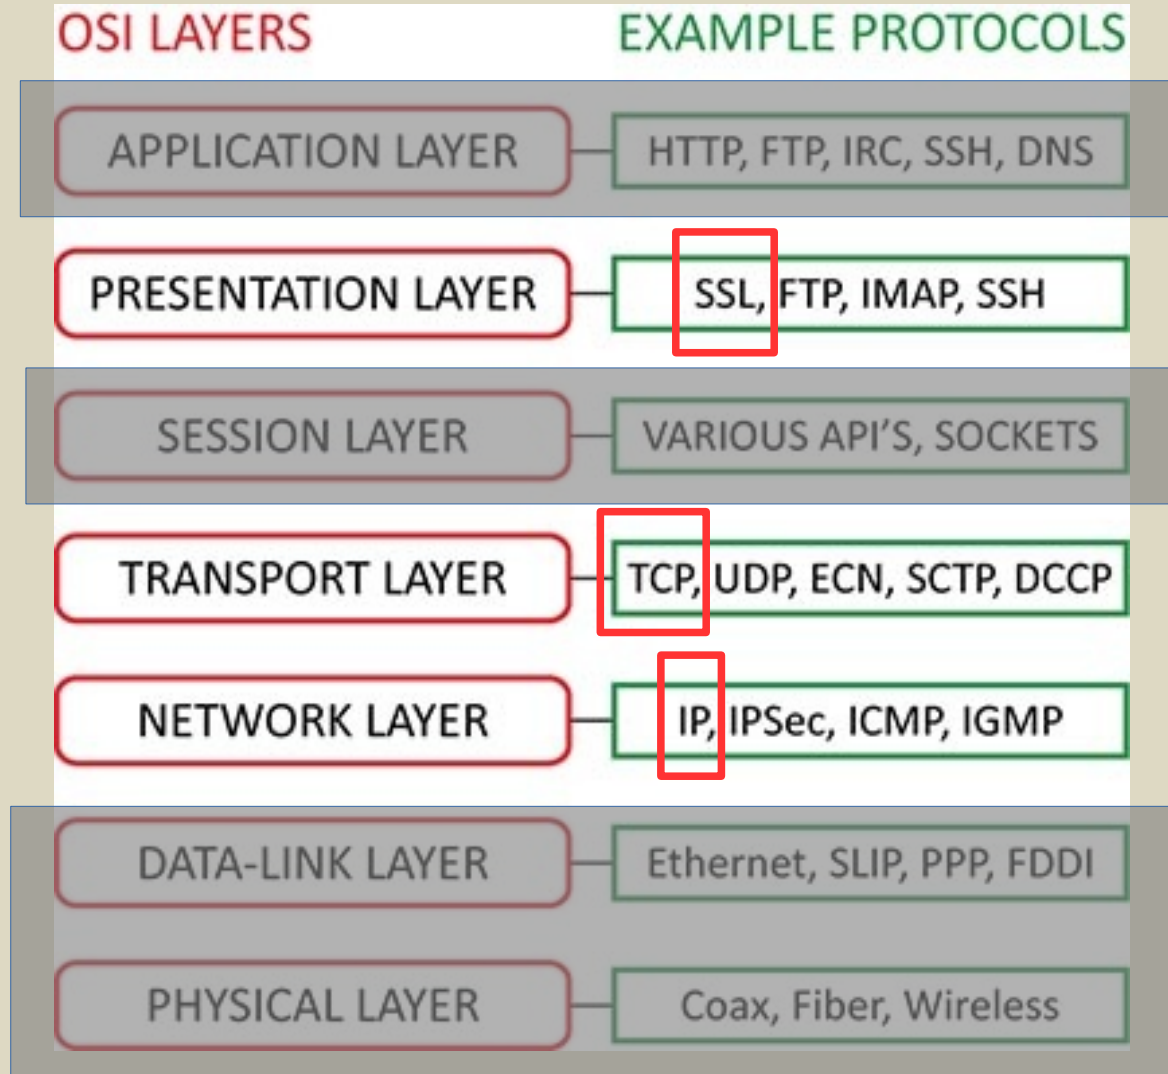 OSI LAYERS EXAMPLE PROTOCOLS
APPLICATION LAYER HTTP, FTP, IRC, SSH, DNS
PRESENTATION LAYER SSL, FTP, IMAP, SSH
SESSION LAYER VARIOUS API'S, SOCKETS
TRANSPORT LAYER TCP, UDP, ECN, SCTP, DCCP
NETWORK LAYER IP, IPSec, ICMP, IGMP
DATA-LINK LAYER Ethernet, SLIP, PPP, FDDI
PHYSICAL LAYER Coax, Fiber, Wireless